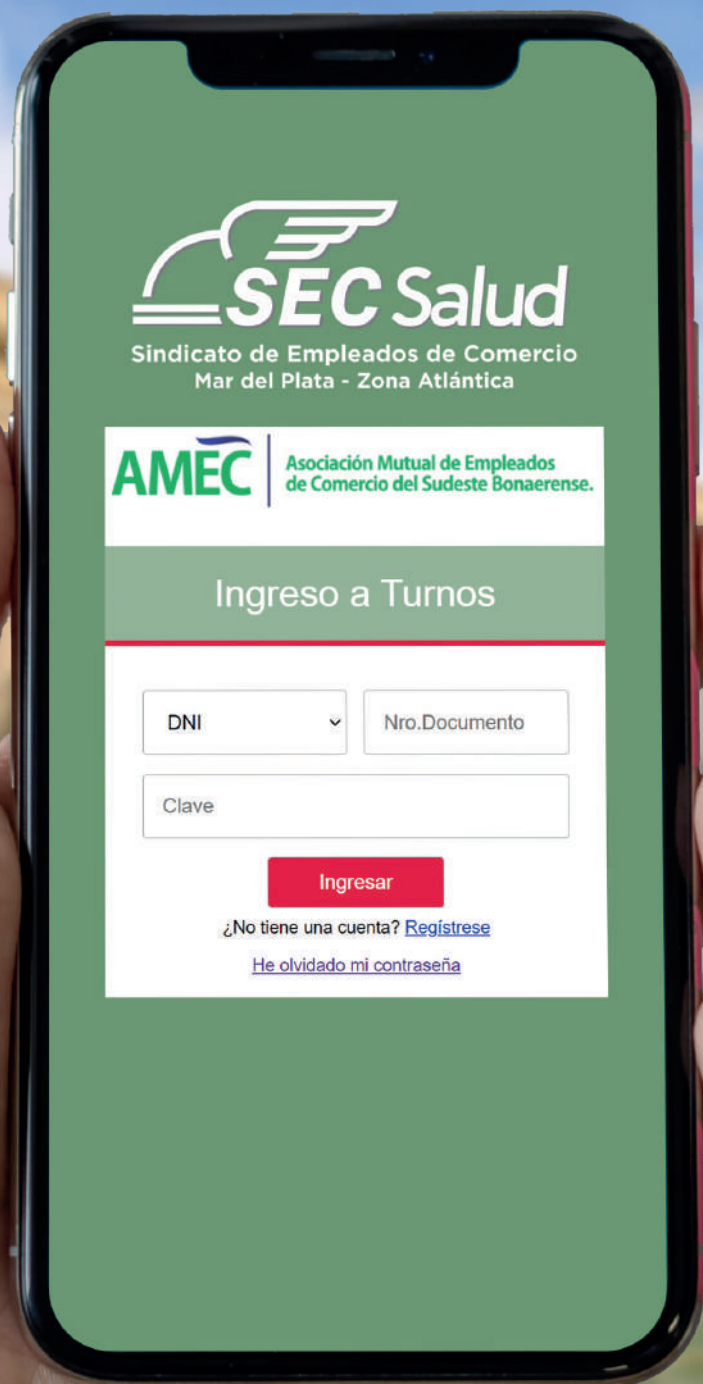 SEC Salud
Sindicato de Empleados de Comercio
Mar del Plata - Zona Atlántica
AMEC
Asociación Mutual de Empleados
de Comercio del Sudeste Bonaerense.
Ingreso a Turnos
DNI
Nro.Documento
Clave
Ingresar
¿No tiene una cuenta? Regístrese
He olvidado mi contraseña